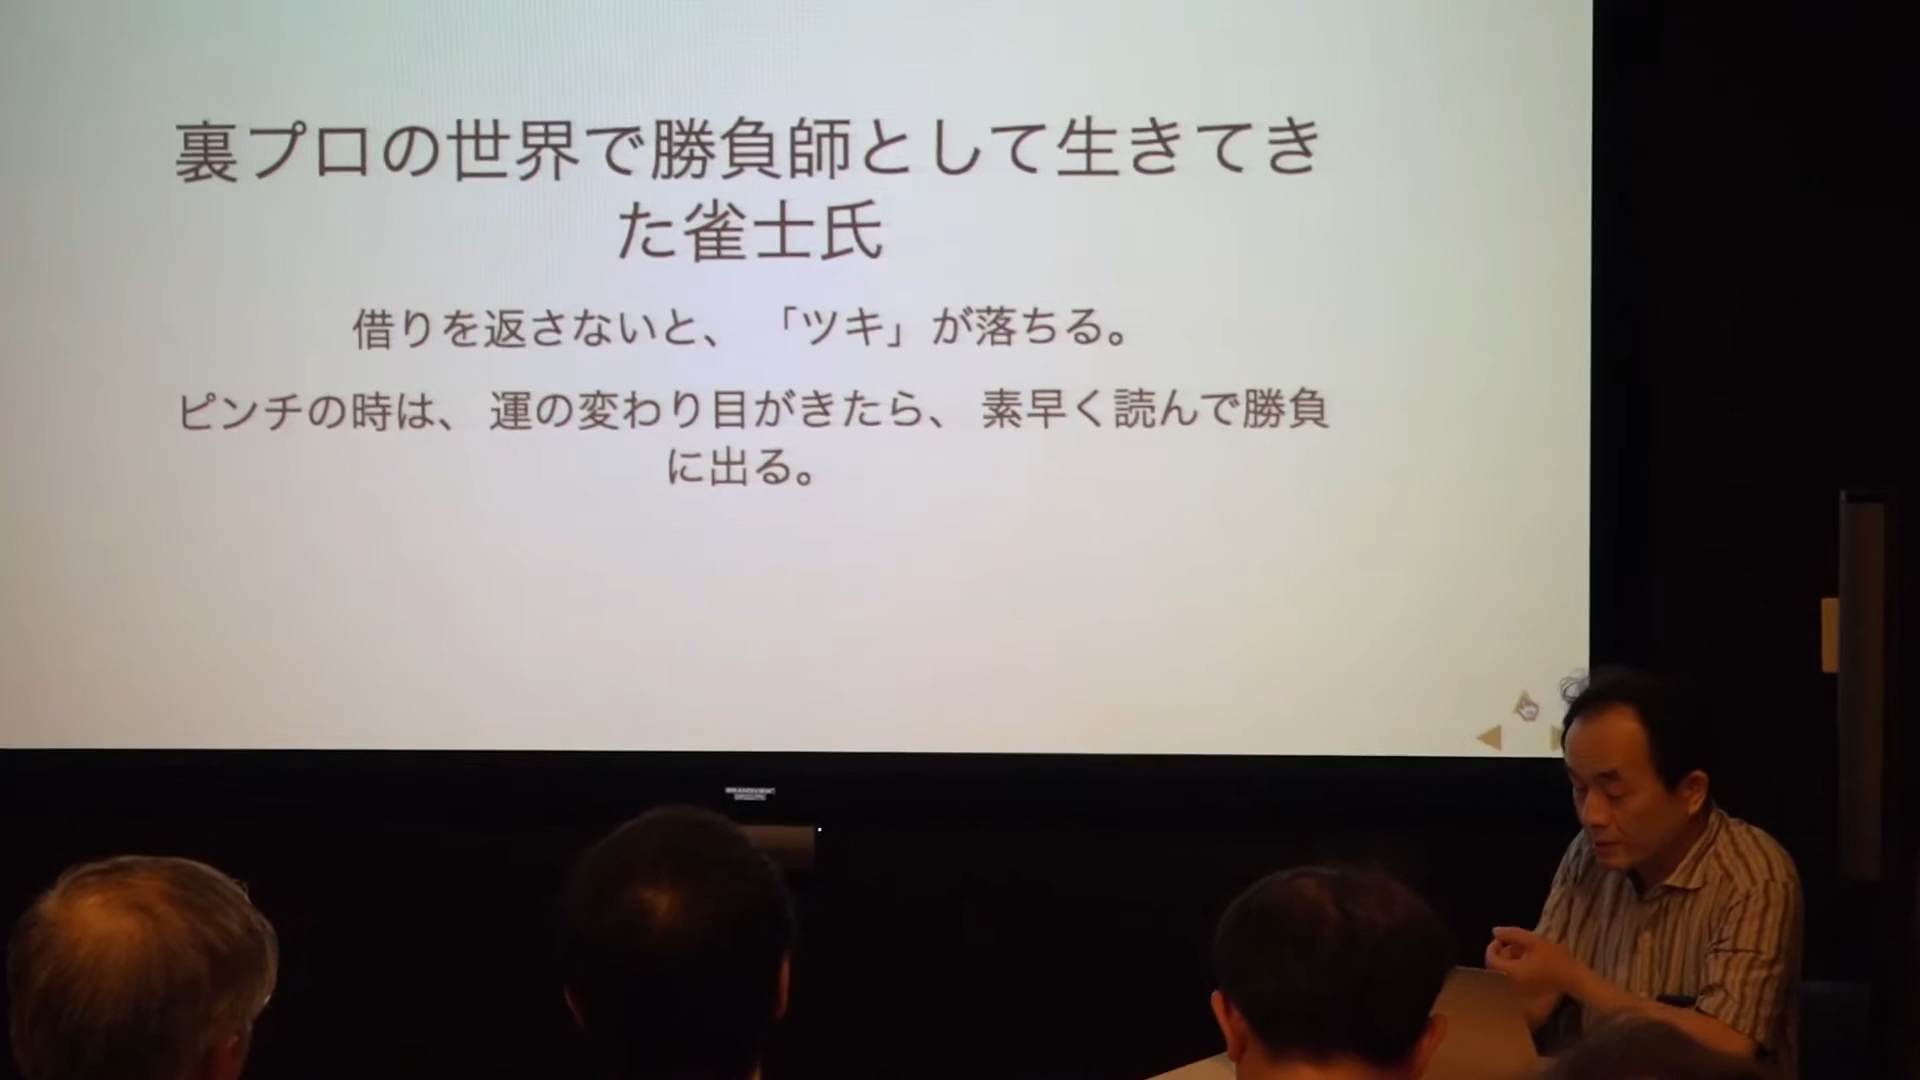 裏プロの世界で勝負師として生きてき
た雀士氏
借りを返さないと、「ツキ」が落ちる。
ピンチの時は、運の変わり目がきたら、素早く読んで勝負
に出る。